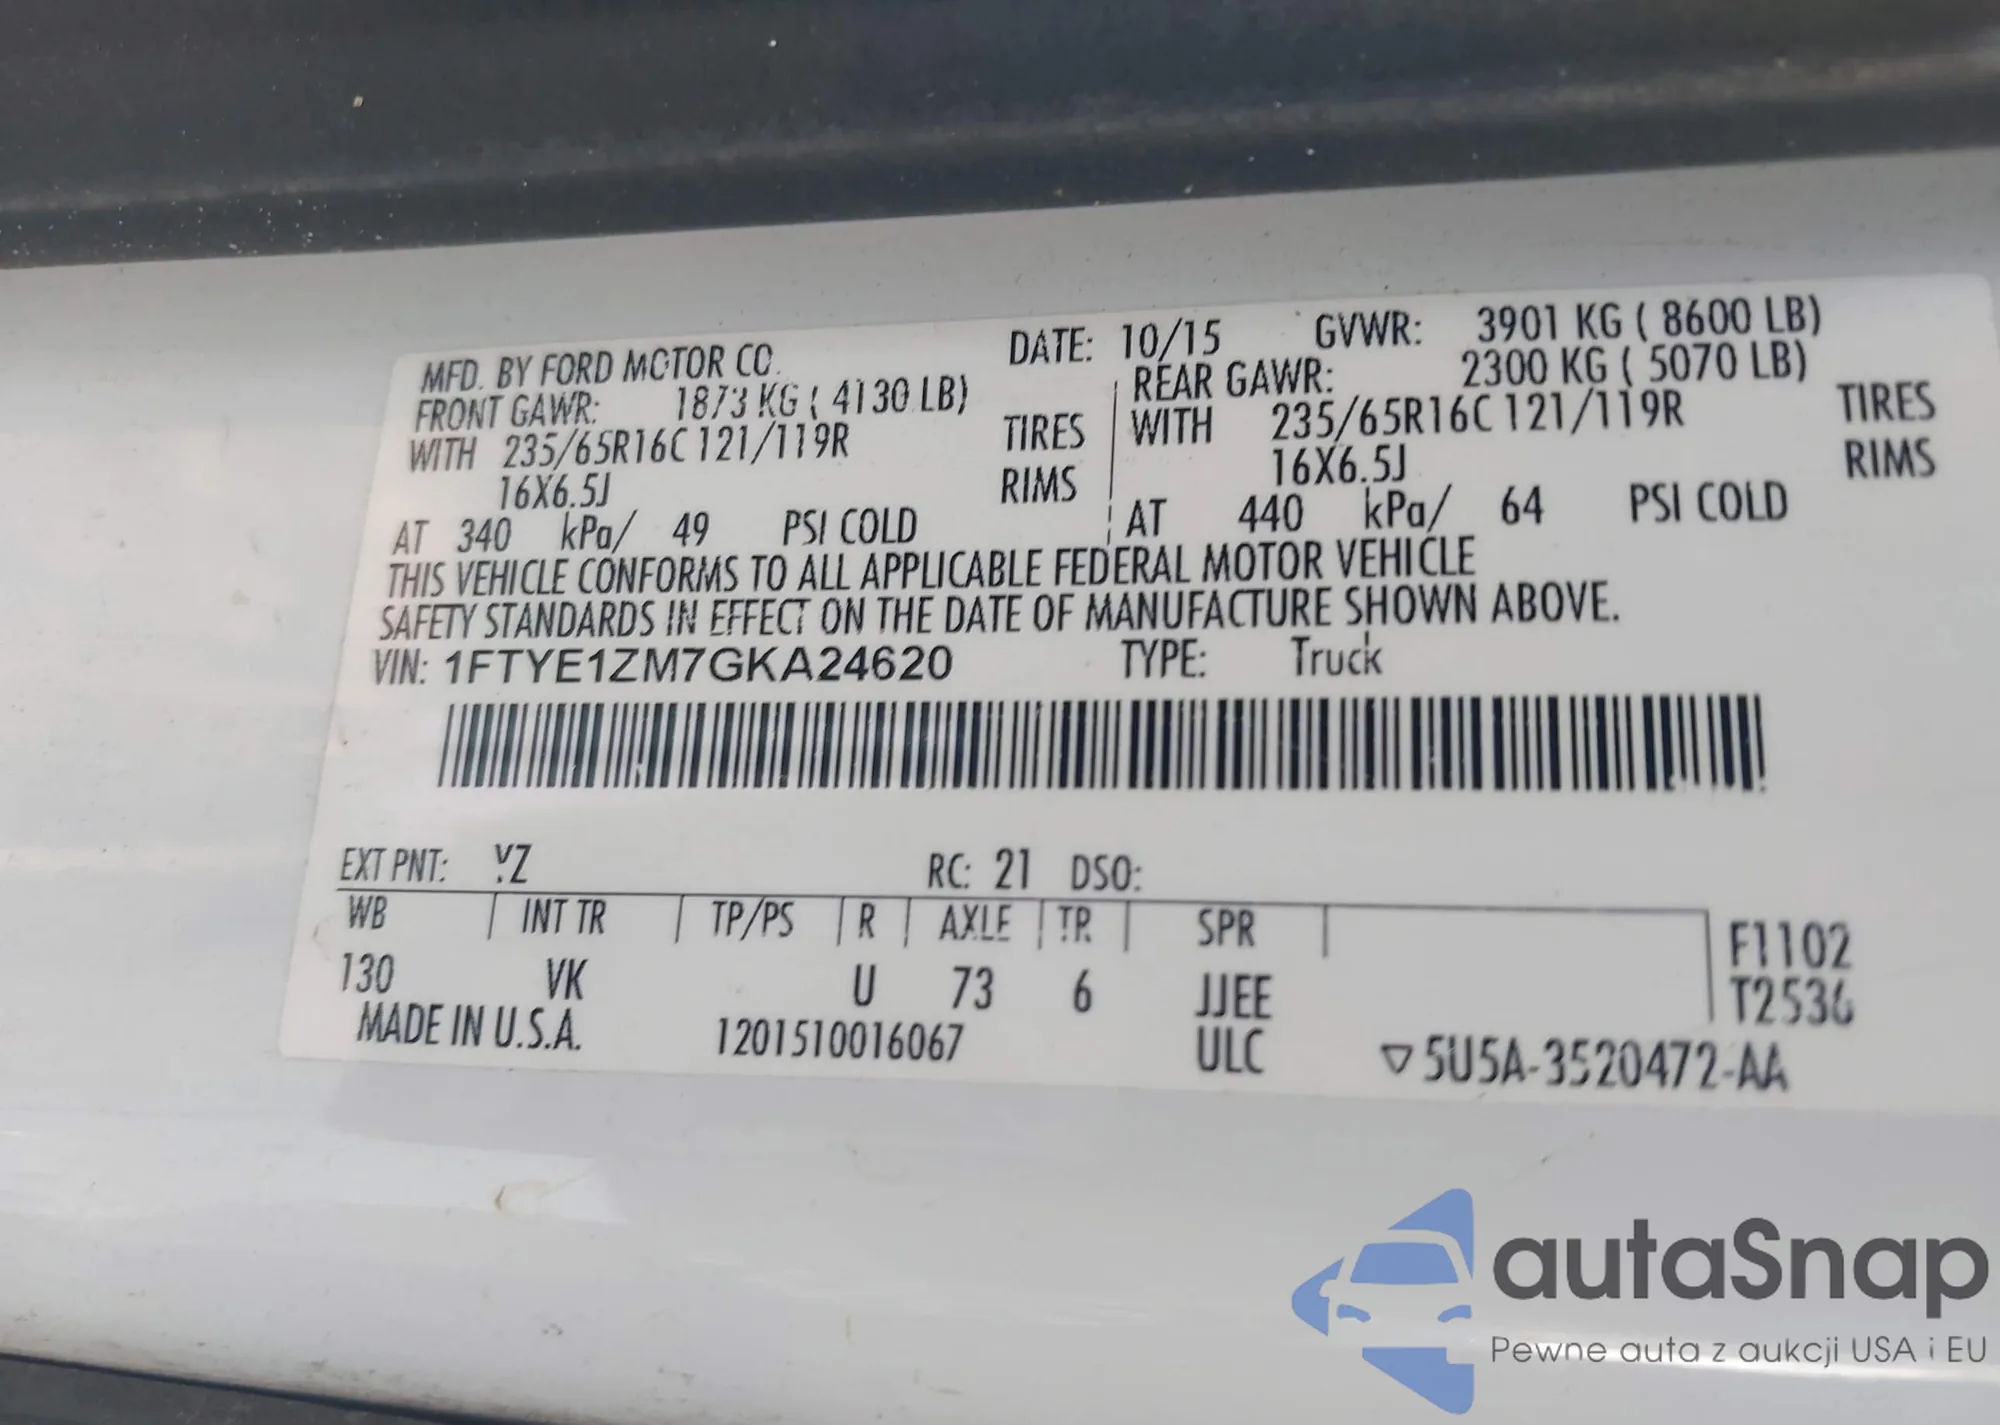 MFD. BY FORD MOTOR CO. DATE: 10/15 GVWR: 3901 KG ( 8600 LB)
FRONT GAWR: 1873 KG ( 4130 LB) REAR GAWR: 2300 KG ( 5070 LB)
WITH 235/65R16C 121/119R TIRES WITH 235/65R16C 121/119R TIRES
16X6.5J RIMS 16X6.5J RIMS
AT 340 kPa/ 49 PSI COLD AT 440 kPa/ 64 PSI COLD
THIS VEHICLE CONFORMS TO ALL APPLICABLE FEDERAL MOTOR VEHICLE
SAFETY STANDARDS IN EFFECT ON THE DATE OF MANUFACTURE SHOWN ABOVE.
VIN: 1FTYE1ZM7GKA24620 TYPE: Truck
EXT PNT: YZ RC: 21 DSO:
WB INT TR TP/PS R AXLE TR SPR F1102
130 VK U 73 6 JJEE T2536
MADE IN U.S.A. 1201510016067 ULC ▽ 5U5A-3520472-AA
autaSnap
Pewne auta z aukcji USA i EU